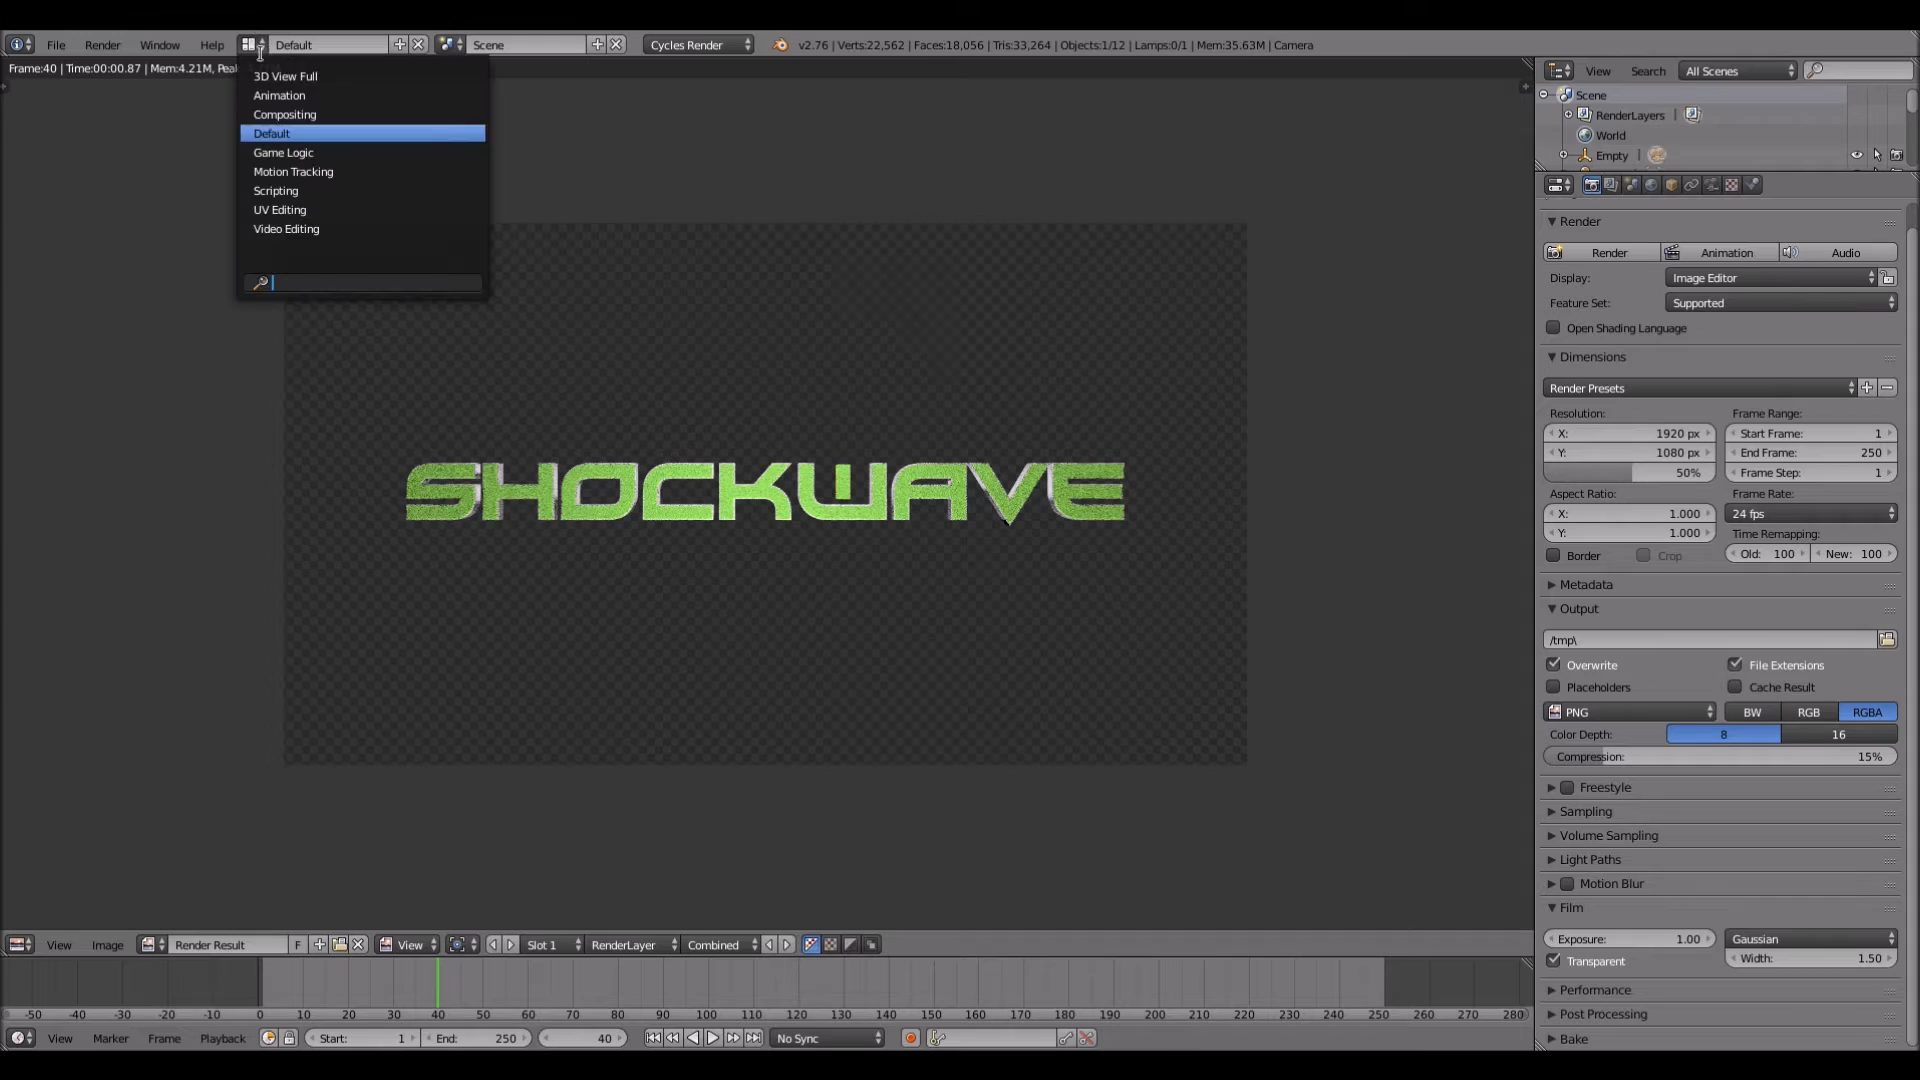 File Render Window Help Default Scene Cycles Render v2.76 | Verts:22,562 | Faces:18,056 | Tris:33,264 | Objects:1/12 | Lamps:0/1 | Mem:35.63M | Camera
Frame:40 | Time:00:00.87 | Mem:4.21M, Peak
3D View Full
Animation
Compositing
Default
Game Logic
Motion Tracking
Scripting
UV Editing
Video Editing
SHOCKWAVE
View Search All Scenes
Scene
RenderLayers |
World
Empty |
Render
Render Animation Audio
Display: Image Editor
Feature Set: Supported
Open Shading Language
Dimensions
Render Presets
Resolution: Frame Range:
X: 1920 px Start Frame: 1
Y: 1080 px End Frame: 250
50% Frame Step: 1
Aspect Ratio: Frame Rate:
X: 1.000 24 fps
Y: 1.000 Time Remapping:
Border Crop Old: 100 New: 100
Metadata
Output
/tmp\
Overwrite File Extensions
Placeholders Cache Result
PNG BW RGB RGBA
Color Depth: 8 16
Compression: 15%
Freestyle
Sampling
Volume Sampling
Light Paths
Motion Blur
Film
Exposure: 1.00 Gaussian
Transparent Width: 1.50
Performance
Post Processing
Bake
View Image Render Result F View Slot 1 RenderLayer Combined
-50 -40 -30 -20 -10 0 10 20 30 40 50 60 70 80 90 100 110 120 130 140 150 160 170 180 190 200 210 220 230 240 250 260 270 280
View Marker Frame Playback Start: 1 End: 250 40 No Sync